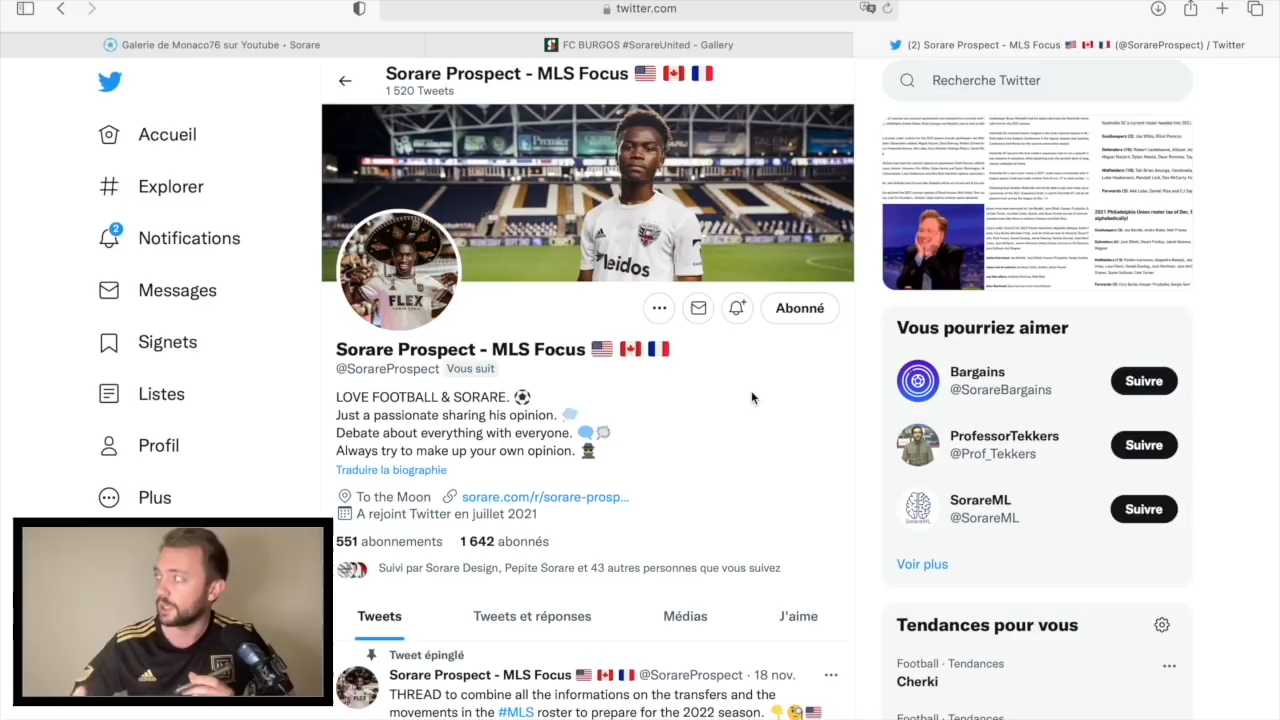 twitter.com
Galerie de Monaco76 sur Youtube • Sorare
FC BURGOS #SorareUnited - Gallery
(2) Sorare Prospect - MLS Focus 🇺🇸 🇨🇦 🇫🇷 (@SorareProspect) / Twitter
Accueil
Explorer
2
Notifications
Messages
Signets
Listes
Profil
Plus
Sorare Prospect - MLS Focus 🇺🇸 🇨🇦 🇫🇷
1 520 Tweets
leidos
FLEX
Abonné
Sorare Prospect - MLS Focus 🇺🇸 🇨🇦 🇫🇷
@SorareProspect Vous suit
LOVE FOOTBALL & SORARE. ⚽
Just a passionate sharing his opinion.
Debate about everything with everyone.
Always try to make up your own opinion.
Traduire la biographie
To the Moon sorare.com/r/sorare-prosp...
A rejoint Twitter en juillet 2021
551 abonnements 1 642 abonnés
Suivi par Sorare Design, Pepite Sorare et 43 autres personnes que vous suivez
Tweets
Tweets et réponses
Médias
J'aime
Tweet épinglé
Sorare Prospect - MLS Focus 🇺🇸 🇨🇦 🇫🇷 @SorareProspect · 18 nov.
THREAD to combine all the informations on the transfers and the
movements in the #MLS roster to prepare for the 2022 season. 👇🧐🇺🇸
Recherche Twitter
Vous pourriez aimer
Bargains
@SorareBargains
Suivre
ProfessorTekkers
@Prof_Tekkers
Suivre
SorareML
@SorareML
Suivre
Voir plus
Tendances pour vous
Football · Tendances
Cherki
Football · Tendances